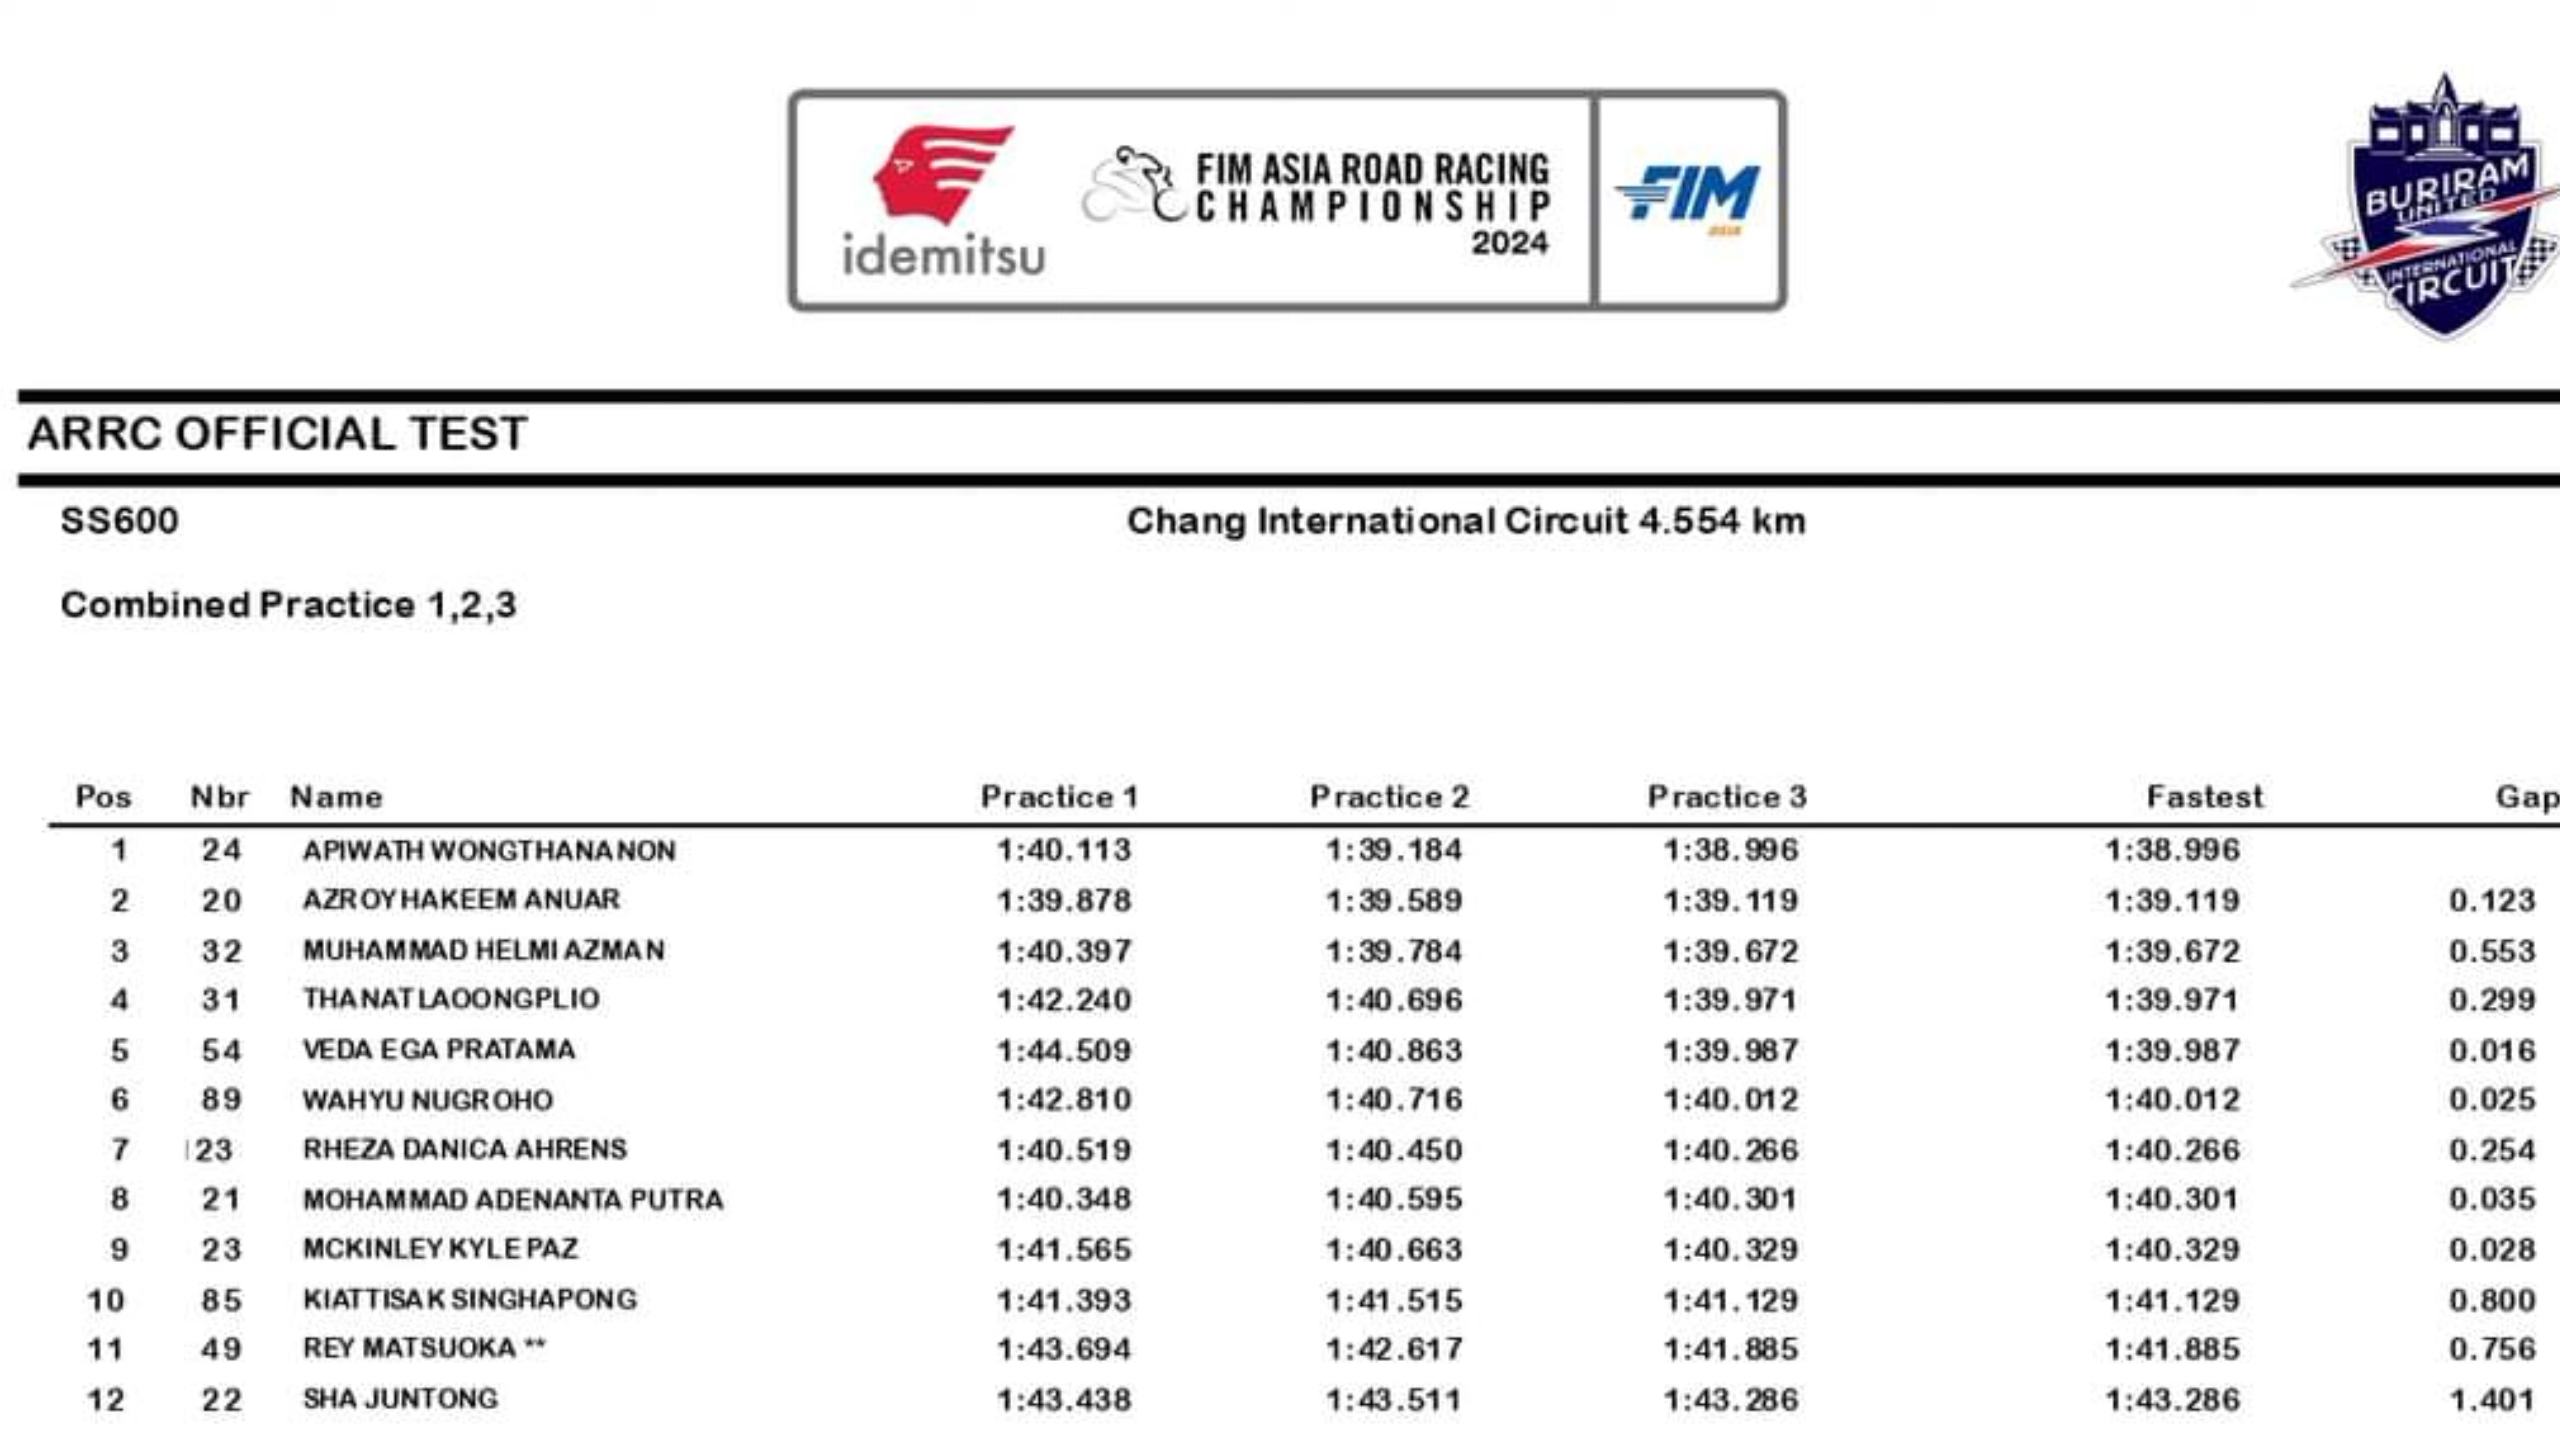 idemitsu
FIM ASIA ROAD RACING
CHAMPIONSHIP
2024
FIM
ASIA
BURIRAM
UNITED
INTERNATIONAL
CIRCUIT
ARRC OFFICIAL TEST
SS600 Chang International Circuit 4.554 km
Combined Practice 1,2,3
Pos Nbr Name Practice 1 Practice 2 Practice 3 Fastest Gap
1 24 APIWATH WONGTHANANON 1:40.113 1:39.184 1:38.996 1:38.996
2 20 AZROY HAKEEM ANUAR 1:39.878 1:39.589 1:39.119 1:39.119 0.123
3 32 MUHAMMAD HELMI AZMAN 1:40.397 1:39.784 1:39.672 1:39.672 0.553
4 31 THANAT LAOONGPLIO 1:42.240 1:40.696 1:39.971 1:39.971 0.299
5 54 VEDA EGA PRATAMA 1:44.509 1:40.863 1:39.987 1:39.987 0.016
6 89 WAHYU NUGROHO 1:42.810 1:40.716 1:40.012 1:40.012 0.025
7 123 RHEZA DANICA AHRENS 1:40.519 1:40.450 1:40.266 1:40.266 0.254
8 21 MOHAMMAD ADENANTA PUTRA 1:40.348 1:40.595 1:40.301 1:40.301 0.035
9 23 MCKINLEY KYLE PAZ 1:41.565 1:40.663 1:40.329 1:40.329 0.028
10 85 KIATTISAK SINGHAPONG 1:41.393 1:41.515 1:41.129 1:41.129 0.800
11 49 REY MATSUOKA ** 1:43.694 1:42.617 1:41.885 1:41.885 0.756
12 22 SHA JUNTONG 1:43.438 1:43.511 1:43.286 1:43.286 1.401